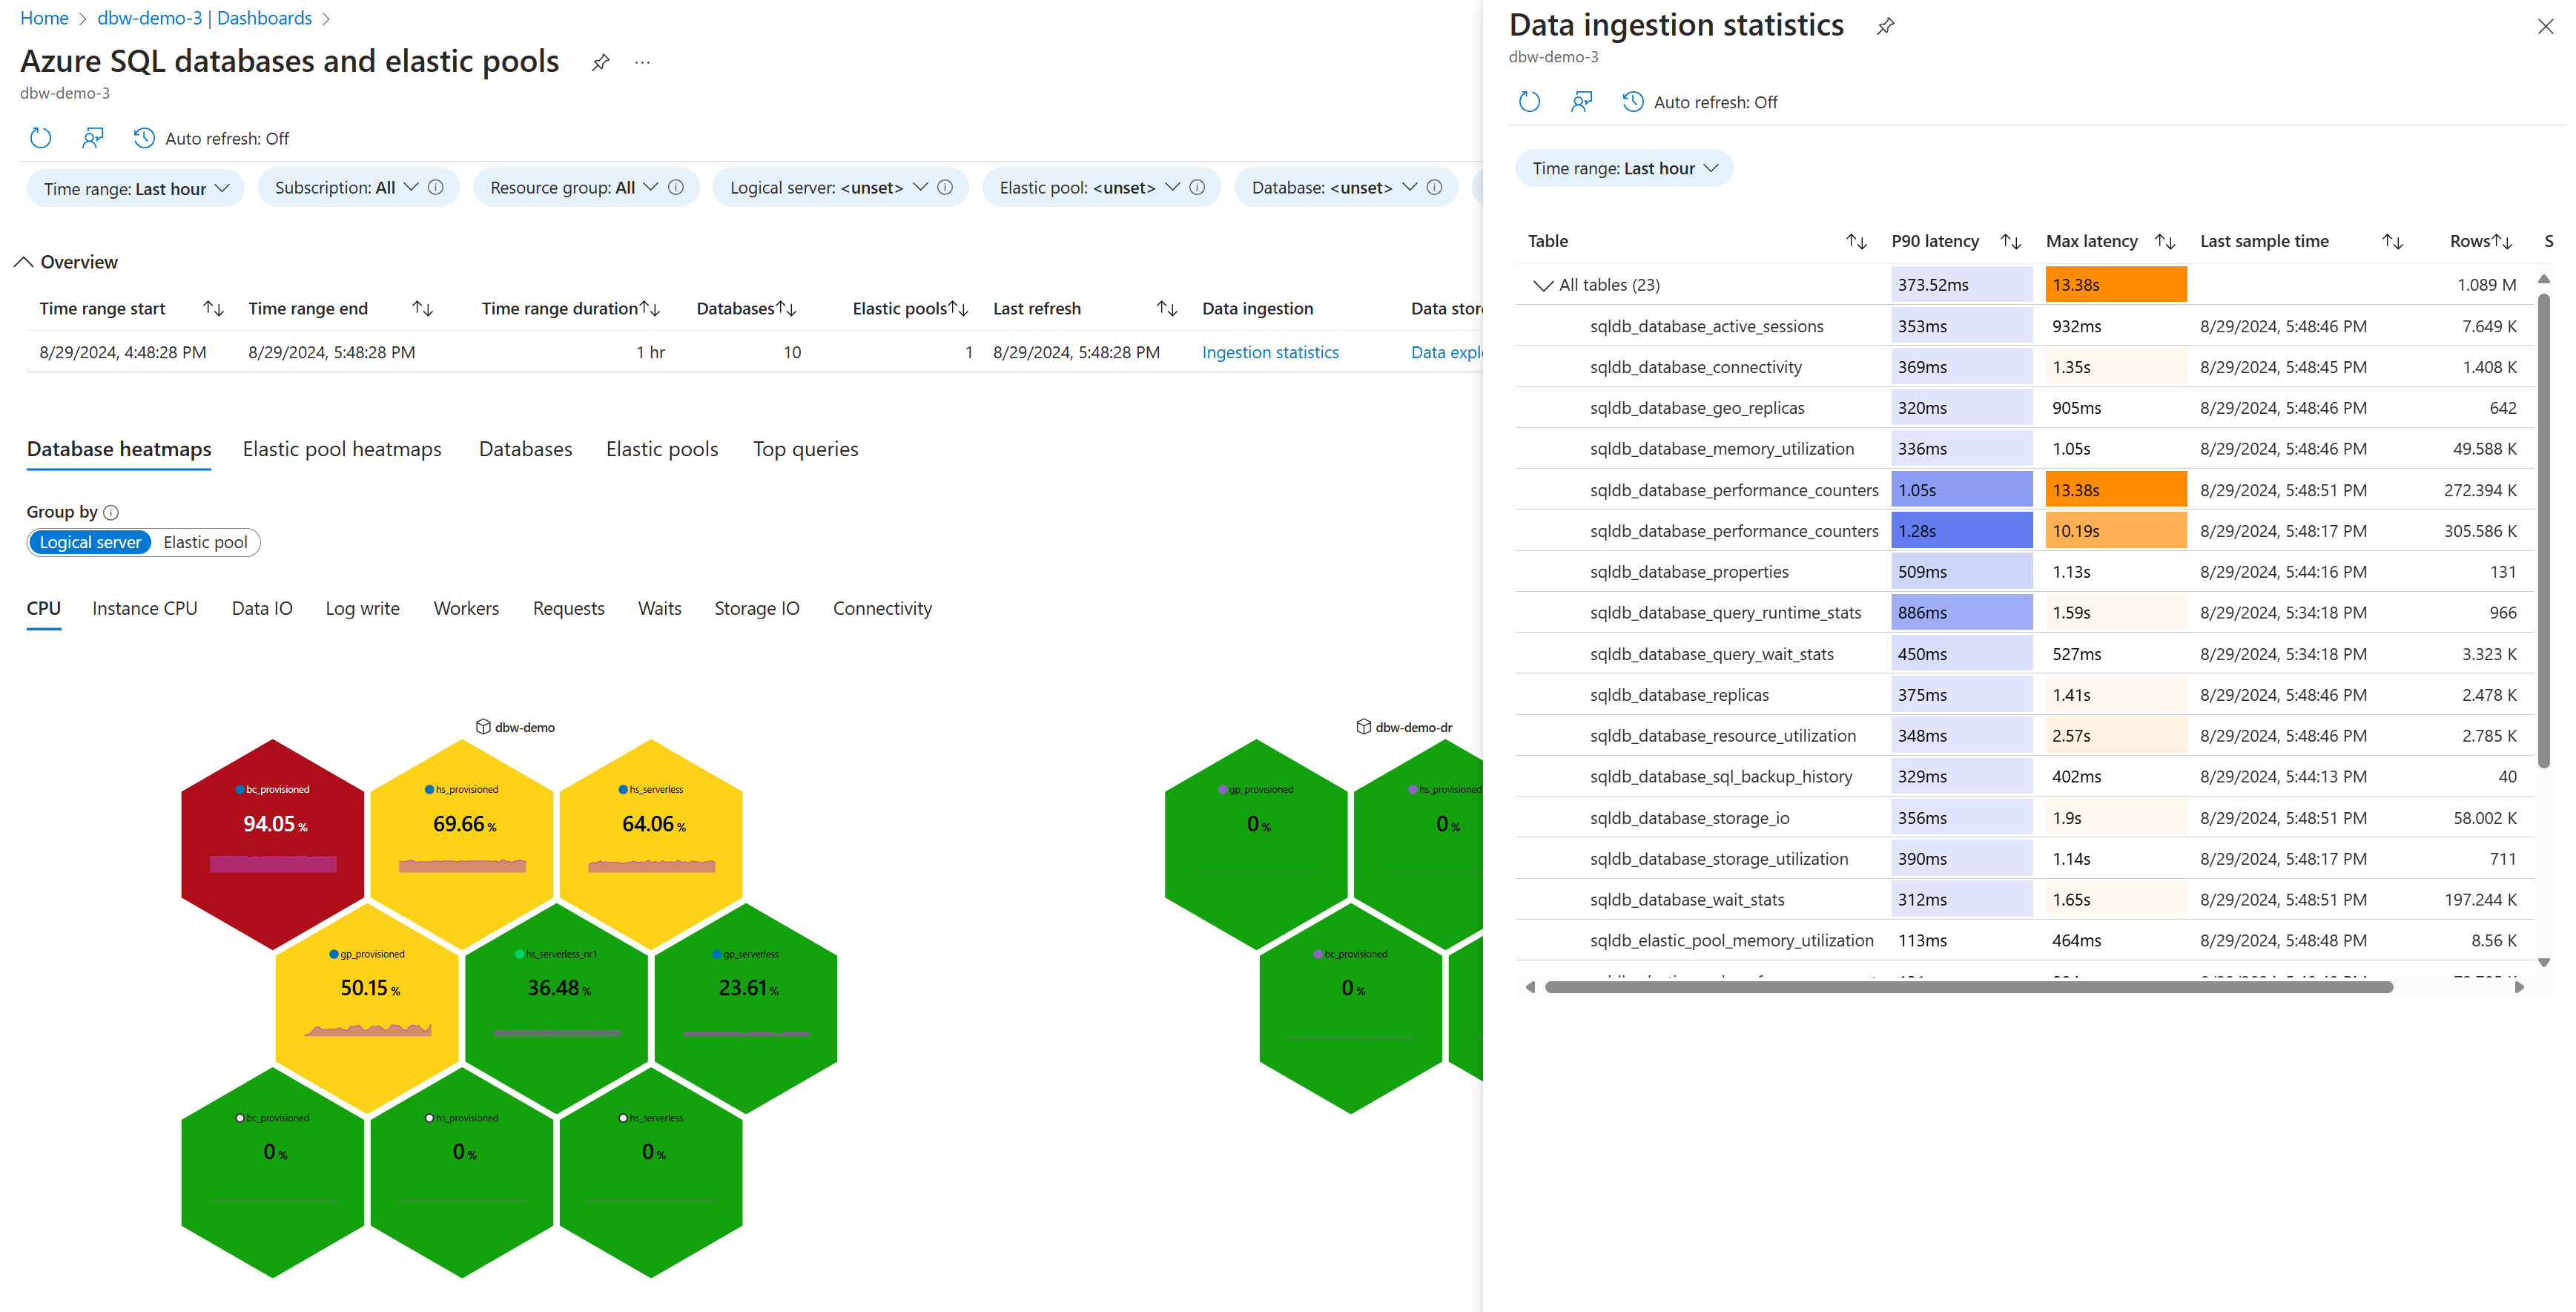 Home > dbw-demo-3 | Dashboards >
Azure SQL databases and elastic pools ...
dbw-demo-3
Auto refresh: Off
Time range: Last hour Subscription: All Resource group: All Logical server: <unset> Elastic pool: <unset> Database: <unset>
Overview
Time range start Time range end Time range duration Databases Elastic pools Last refresh Data ingestion Data stor
8/29/2024, 4:48:28 PM 8/29/2024, 5:48:28 PM 1 hr 10 1 8/29/2024, 5:48:28 PM Ingestion statistics Data expl
Database heatmaps Elastic pool heatmaps Databases Elastic pools Top queries
Group by
Logical server Elastic pool
CPU Instance CPU Data IO Log write Workers Requests Waits Storage IO Connectivity
dbw-demo
bc_provisioned hs_provisioned hs_serverless
94.05 % 69.66 % 64.06 %
gp_provisioned hs_serverless_nr1 gp_serverless
50.15 % 36.48 % 23.61 %
bc_provisioned hs_provisioned hs_serverless
0 % 0 % 0 %
dbw-demo-dr
gp_provisioned hs_provisioned
0 % 0 %
bc_provisioned
0 %
Data ingestion statistics
dbw-demo-3
Auto refresh: Off
Time range: Last hour
Table P90 latency Max latency Last sample time Rows S
All tables (23) 373.52ms 13.38s 1.089 M
sqldb_database_active_sessions 353ms 932ms 8/29/2024, 5:48:46 PM 7.649 K
sqldb_database_connectivity 369ms 1.35s 8/29/2024, 5:48:45 PM 1.408 K
sqldb_database_geo_replicas 320ms 905ms 8/29/2024, 5:48:46 PM 642
sqldb_database_memory_utilization 336ms 1.05s 8/29/2024, 5:48:46 PM 49.588 K
sqldb_database_performance_counters 1.05s 13.38s 8/29/2024, 5:48:51 PM 272.394 K
sqldb_database_performance_counters 1.28s 10.19s 8/29/2024, 5:48:17 PM 305.586 K
sqldb_database_properties 509ms 1.13s 8/29/2024, 5:44:16 PM 131
sqldb_database_query_runtime_stats 886ms 1.59s 8/29/2024, 5:34:18 PM 966
sqldb_database_query_wait_stats 450ms 527ms 8/29/2024, 5:34:18 PM 3.323 K
sqldb_database_replicas 375ms 1.41s 8/29/2024, 5:48:46 PM 2.478 K
sqldb_database_resource_utilization 348ms 2.57s 8/29/2024, 5:48:46 PM 2.785 K
sqldb_database_sql_backup_history 329ms 402ms 8/29/2024, 5:44:13 PM 40
sqldb_database_storage_io 356ms 1.9s 8/29/2024, 5:48:51 PM 58.002 K
sqldb_database_storage_utilization 390ms 1.14s 8/29/2024, 5:48:17 PM 711
sqldb_database_wait_stats 312ms 1.65s 8/29/2024, 5:48:51 PM 197.244 K
sqldb_elastic_pool_memory_utilization 113ms 464ms 8/29/2024, 5:48:48 PM 8.56 K